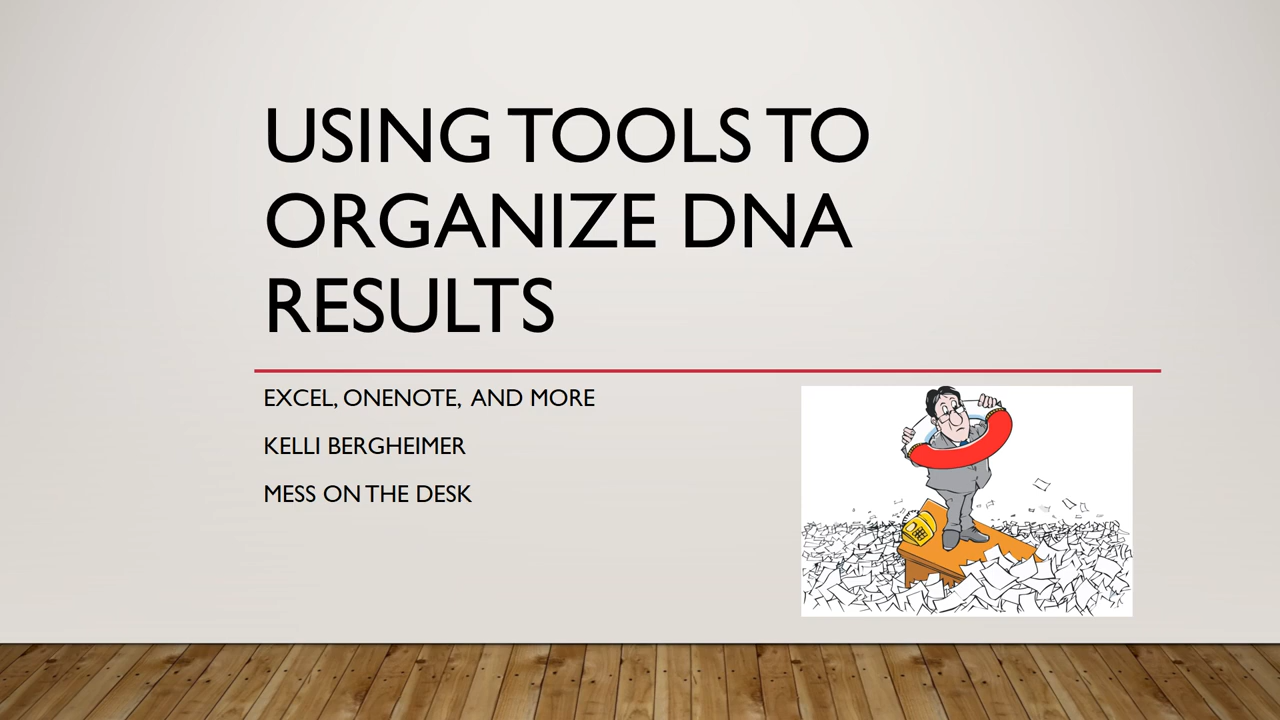 USING TOOLS TO
ORGANIZE DNA
RESULTS
EXCEL, ONENOTE, AND MORE
KELLI BERGHEIMER
MESS ON THE DESK